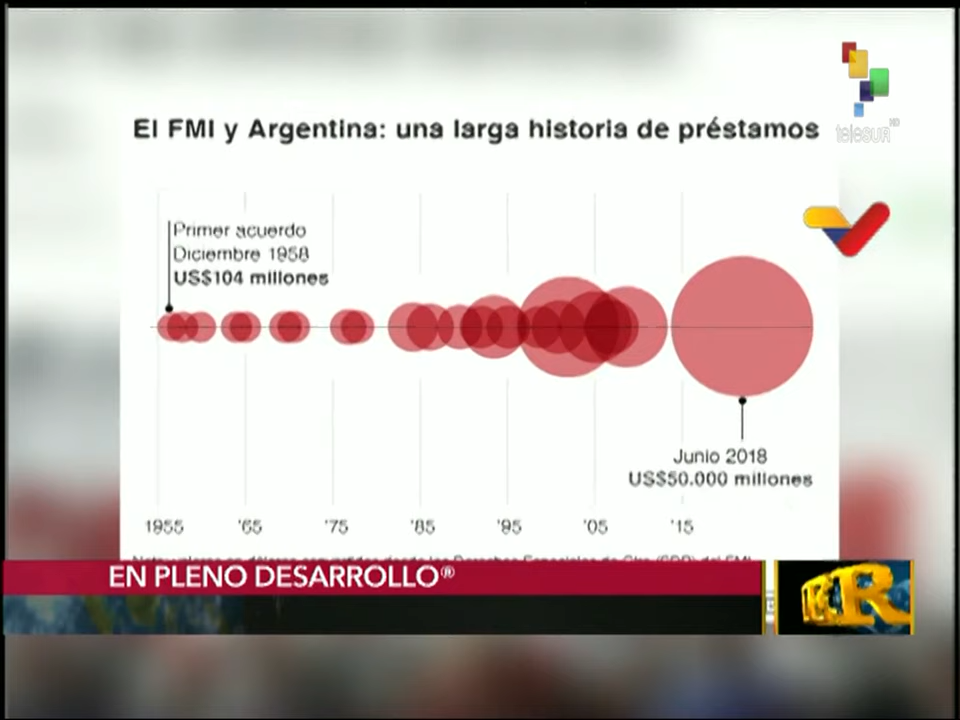 El FMI y Argentina: una larga historia de préstamos
teleSUR HD
Primer acuerdo
Diciembre 1958
US$104 millones
Junio 2018
US$50.000 millones
1955 '65 '75 '85 '95 '05 '15
EN PLENO DESARROLLO®